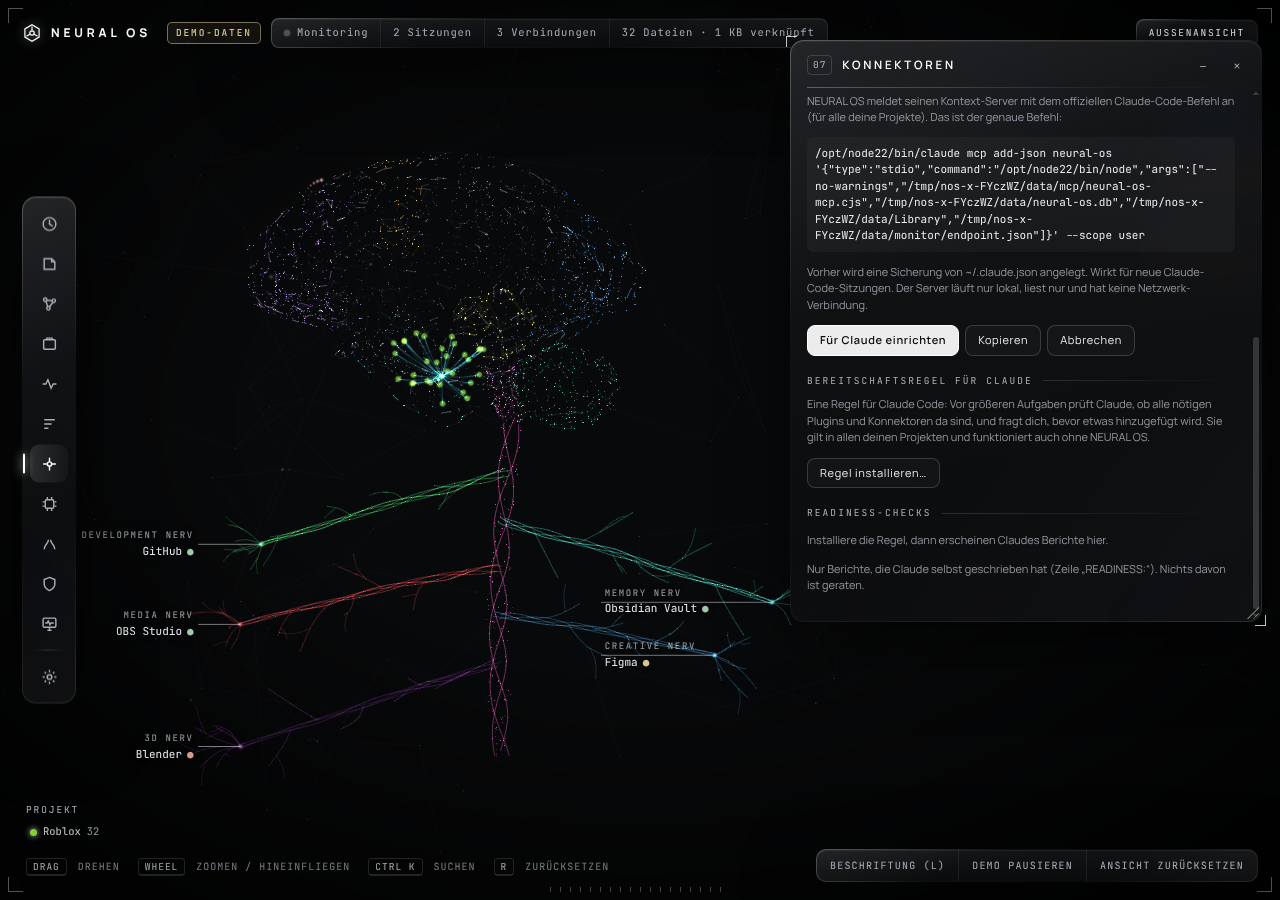 NEURAL OS
DEMO-DATEN
Monitoring
2 Sitzungen
3 Verbindungen
32 Dateien · 1 KB verknüpft
AUSSENANSICHT
07 KONNEKTOREN
NEURAL OS meldet seinen Kontext-Server mit dem offiziellen Claude-Code-Befehl an
(für alle deine Projekte). Das ist der genaue Befehl:
/opt/node22/bin/claude mcp add-json neural-os
'{"type":"stdio","command":"/opt/node22/bin/node","args":["--
no-warnings","/tmp/nos-x-FYczWZ/data/mcp/neural-os-
mcp.cjs","/tmp/nos-x-FYczWZ/data/neural-os.db","/tmp/nos-x-
FYczWZ/data/Library","/tmp/nos-x-
FYczWZ/data/monitor/endpoint.json"]}' --scope user
Vorher wird eine Sicherung von ~/.claude.json angelegt. Wirkt für neue Claude-
Code-Sitzungen. Der Server läuft nur lokal, liest nur und hat keine Netzwerk-
Verbindung.
Für Claude einrichten
Kopieren
Abbrechen
BEREITSCHAFTSREGEL FÜR CLAUDE
Eine Regel für Claude Code: Vor größeren Aufgaben prüft Claude, ob alle nötigen
Plugins und Konnektoren da sind, und fragt dich, bevor etwas hinzugefügt wird. Sie
gilt in allen deinen Projekten und funktioniert auch ohne NEURAL OS.
Regel installieren…
READINESS-CHECKS
Installiere die Regel, dann erscheinen Claudes Berichte hier.
Nur Berichte, die Claude selbst geschrieben hat (Zeile „READINESS:“). Nichts davon
ist geraten.
DEVELOPMENT NERV
GitHub
MEDIA NERV
OBS Studio
MEMORY NERV
Obsidian Vault
CREATIVE NERV
Figma
3D NERV
Blender
PROJEKT
Roblox 32
DRAG DREHEN
WHEEL ZOOMEN / HINEINFLIEGEN
CTRL K SUCHEN
R ZURÜCKSETZEN
BESCHRIFTUNG (L)
DEMO PAUSIEREN
ANSICHT ZURÜCKSETZEN